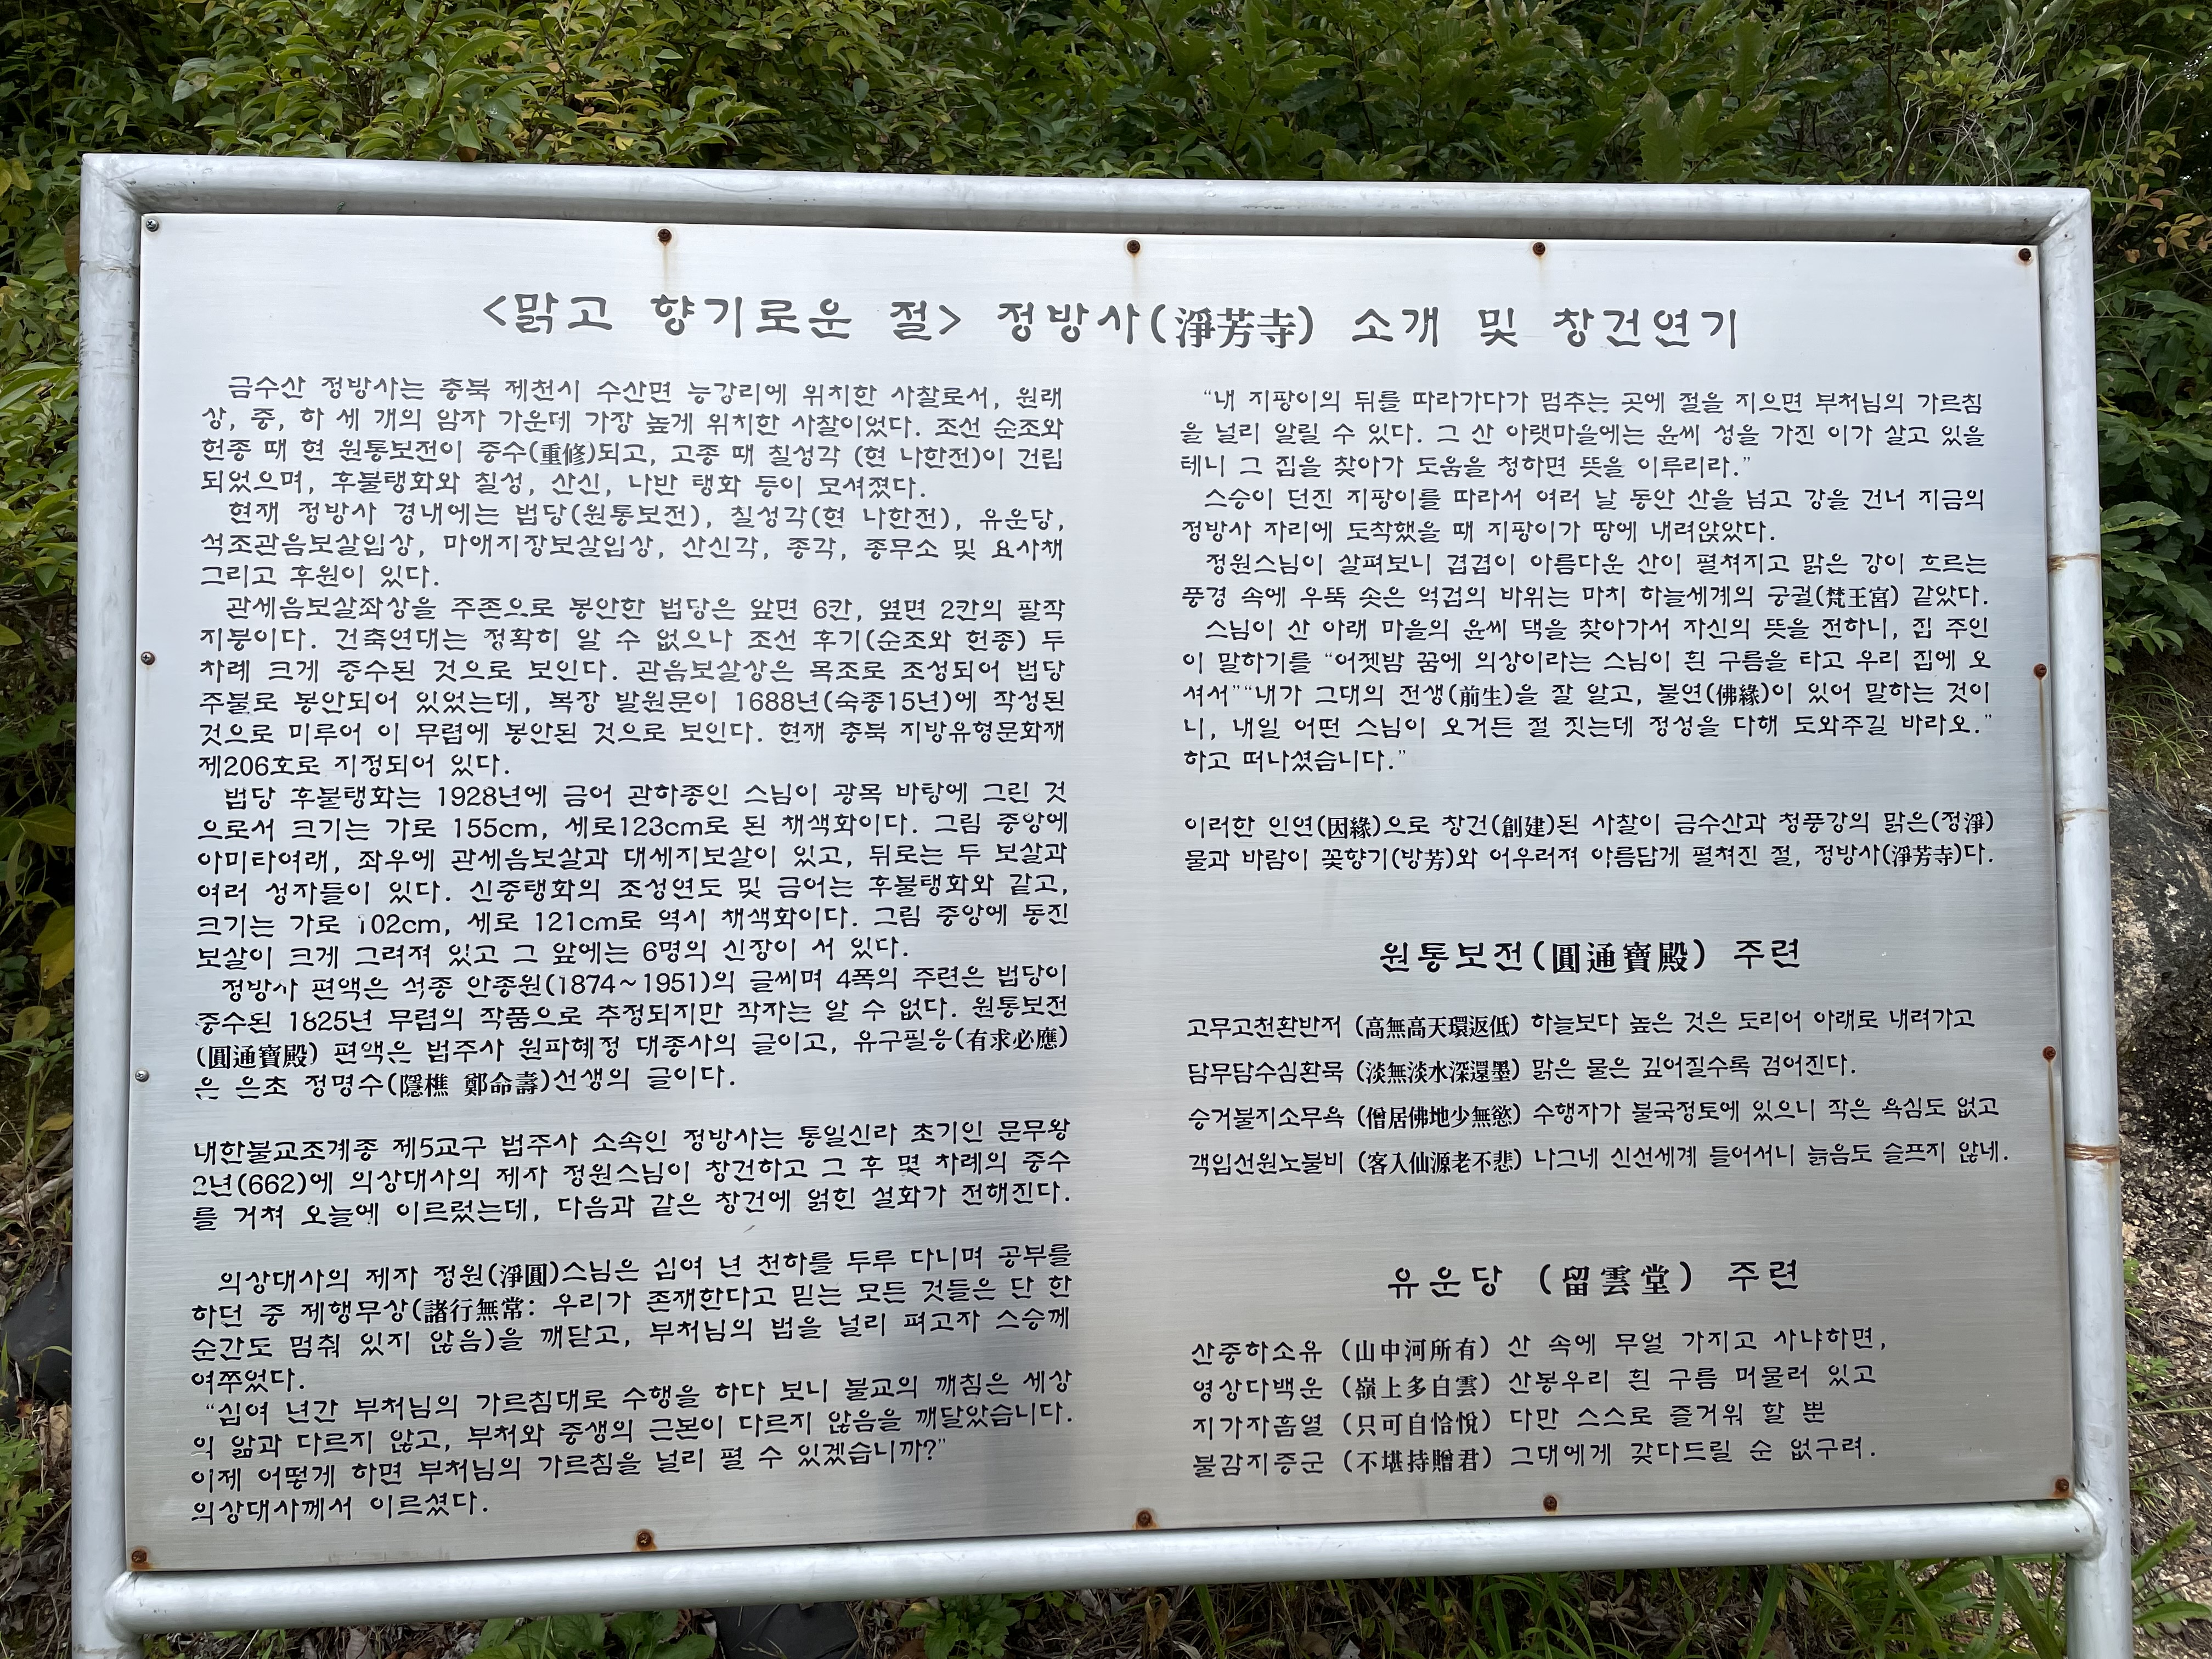 <맑고 향기로운 절> 정방사(淨芳寺) 소개 및 창건연기
금수산 정방사는 충북 제천시 수산면 능강리에 위치한 사찰로서, 원래
상, 중, 하 세 개의 암자 가운데 가장 높게 위치한 사찰이었다. 조선 순조와
헌종 때 현 원통보전이 중수(重修)되고, 고종 때 칠성각 (현 나한전)이 건립
되었으며, 후불탱화와 칠성, 산신, 나반 탱화 등이 모셔졌다.
현재 정방사 경내에는 법당(원통보전), 칠성각(현 나한전), 유운당,
석조관음보살입상, 마애지장보살입상, 산신각, 종각, 종무소 및 요사채
그리고 후원이 있다.
관세음보살좌상을 주존으로 봉안한 법당은 앞면 6칸, 옆면 2칸의 팔작
지붕이다. 건축연대는 정확히 알 수 없으나 조선 후기(순조와 헌종) 두
차례 크게 중수된 것으로 보인다. 관음보살상은 목조로 조성되어 법당
주불로 봉안되어 있었는데, 복장 발원문이 1688년(숙종15년)에 작성된
것으로 미루어 이 무렵에 봉안된 것으로 보인다. 현재 충북 지방유형문화재
제206호로 지정되어 있다.
법당 후불탱화는 1928년에 금어 관하종인 스님이 광목 바탕에 그린 것
으로서 크기는 가로 155cm, 세로123cm로 된 채색화이다. 그림 중앙에
아미타여래, 좌우에 관세음보살과 대세지보살이 있고, 뒤로는 두 보살과
여러 성자들이 있다. 신중탱화의 조성연도 및 금어는 후불탱화와 같고,
크기는 가로 102cm, 세로 121cm로 역시 채색화이다. 그림 중앙에 동진
보살이 크게 그려져 있고 그 앞에는 6명의 신장이 서 있다.
정방사 편액은 석종 안종원(1874~1951)의 글씨며 4폭의 주련은 법당이
중수된 1825년 무렵의 작품으로 추정되지만 작자는 알 수 없다. 원통보전
(圓通寶殿) 편액은 법주사 원파혜정 대종사의 글이고, 유구필응(有求必應)
은 은초 정명수(隱樵 鄭命壽)선생의 글이다.
대한불교조계종 제5교구 법주사 소속인 정방사는 통일신라 초기인 문무왕
2년(662)에 의상대사의 제자 정원스님이 창건하고 그 후 몇 차례의 중수
를 거쳐 오늘에 이르렀는데, 다음과 같은 창건에 얽힌 설화가 전해진다.
의상대사의 제자 정원(淨圓)스님은 십여 년 천하를 두루 다니며 공부를
하던 중 제행무상(諸行無常: 우리가 존재한다고 믿는 모든 것들은 단 한
순간도 멈춰 있지 않음)을 깨닫고, 부처님의 법을 널리 펴고자 스승께
여쭈었다.
“십여 년간 부처님의 가르침대로 수행을 하다 보니 불교의 깨침은 세상
의 앎과 다르지 않고, 부처와 중생의 근본이 다르지 않음을 깨달았습니다.
이제 어떻게 하면 부처님의 가르침을 널리 펼 수 있겠습니까?”
의상대사께서 이르셨다.
“내 지팡이의 뒤를 따라가다가 멈추는 곳에 절을 지으면 부처님의 가르침
을 널리 알릴 수 있다. 그 산 아랫마을에는 윤씨 성을 가진 이가 살고 있을
테니 그 집을 찾아가 도움을 청하면 뜻을 이루리라.”
스승이 던진 지팡이를 따라서 여러 날 동안 산을 넘고 강을 건너 지금의
정방사 자리에 도착했을 때 지팡이가 땅에 내려앉았다.
정원스님이 살펴보니 겹겹이 아름다운 산이 펼쳐지고 맑은 강이 흐르는
풍경 속에 우뚝 솟은 억겁의 바위는 마치 하늘세계의 궁궐(梵王宮) 같았다.
스님이 산 아래 마을의 윤씨 댁을 찾아가서 자신의 뜻을 전하니, 집 주인
이 말하기를 “어젯밤 꿈에 의상이라는 스님이 흰 구름을 타고 우리 집에 오
셔서”“내가 그대의 전생(前生)을 잘 알고, 불연(佛緣)이 있어 말하는 것이
니, 내일 어떤 스님이 오거든 절 짓는데 정성을 다해 도와주길 바라오.”
하고 떠나셨습니다.”
이러한 인연(因緣)으로 창건(創建)된 사찰이 금수산과 청풍강의 맑은(정淨)
물과 바람이 꽃향기(방芳)와 어우러져 아름답게 펼쳐진 절, 정방사(淨芳寺)다.
원통보전(圓通寶殿) 주련
고무고천환반저 (高無高天環返低) 하늘보다 높은 것은 도리어 아래로 내려가고
담무담수심환묵 (淡無淡水深還墨) 맑은 물은 깊어질수록 검어진다.
승거불지소무욕 (僧居佛地少無慾) 수행자가 불국정토에 있으니 작은 욕심도 없고
객입선원노불비 (客入仙源老不悲) 나그네 신선세계 들어서니 늙음도 슬프지 않네.
유운당 (留雲堂) 주련
산중하소유 (山中河所有) 산 속에 무얼 가지고 사냐하면,
영상다백운 (嶺上多白雲) 산봉우리 흰 구름 머물러 있고
지가자흡열 (只可自恰悅) 다만 스스로 즐거워 할 뿐
불감지증군 (不堪持贈君) 그대에게 갖다드릴 순 없구려.